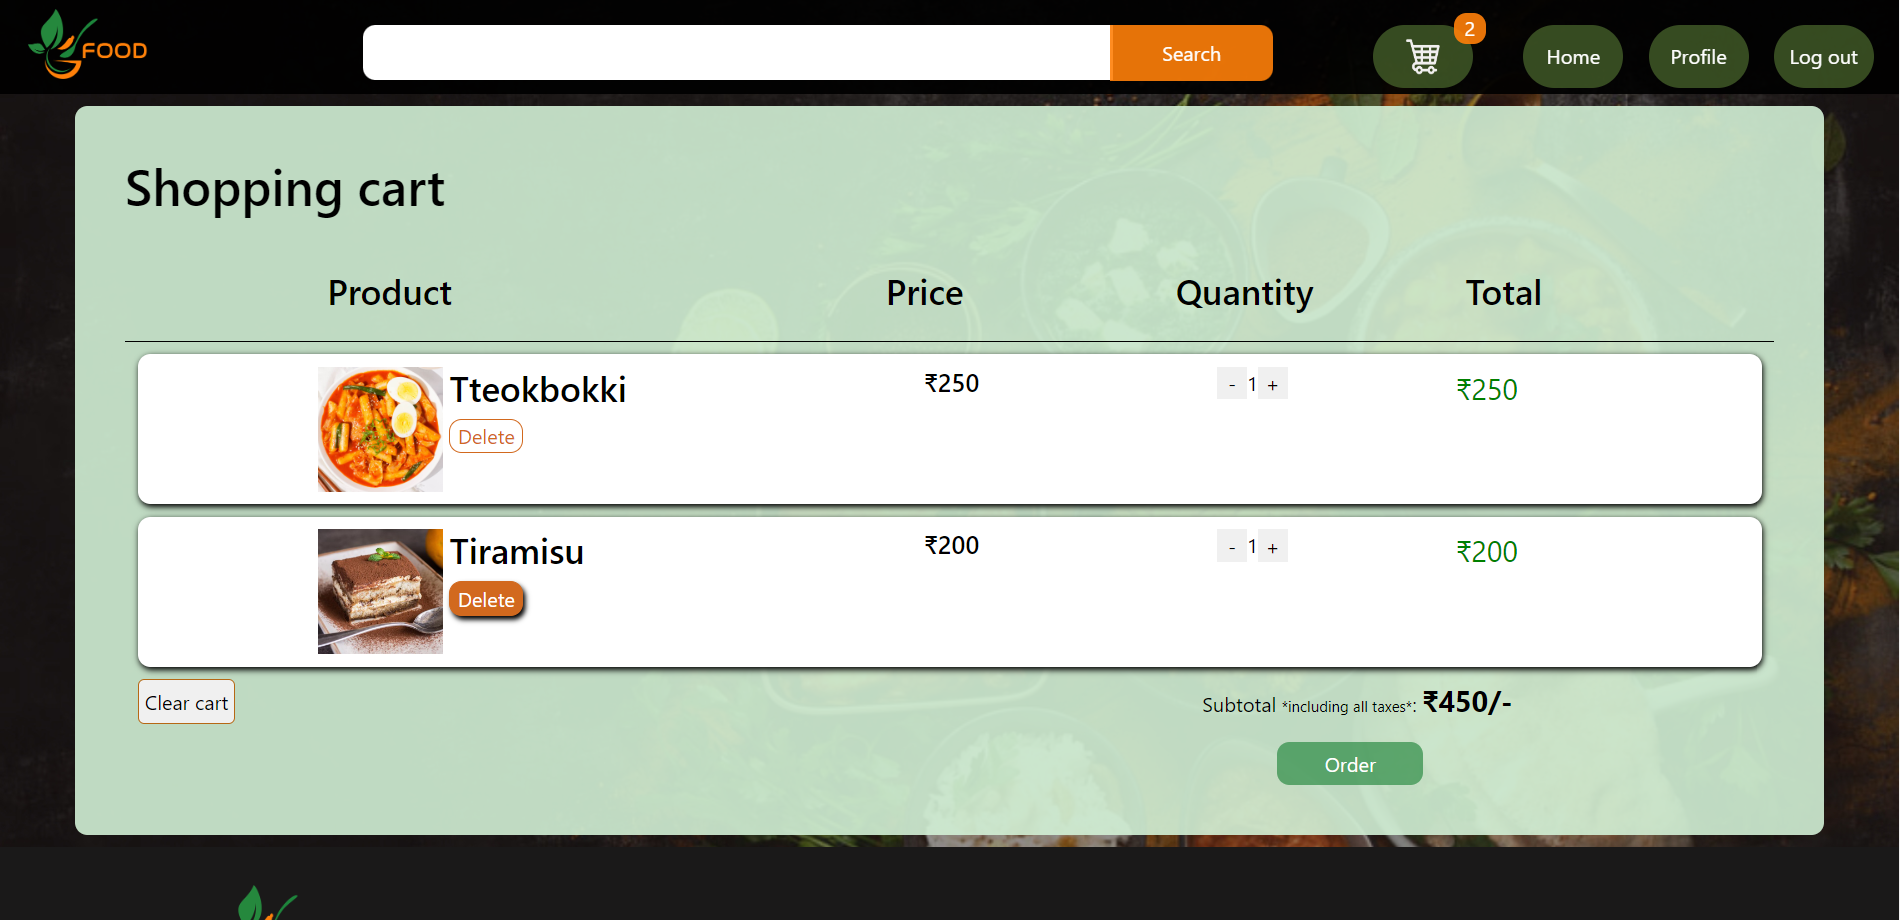 FOOD
Search
2
Home
Profile
Log out
Shopping cart
Product Price Quantity Total
Tteokbokki ₹250 - 1 + ₹250
Delete
Tiramisu ₹200 - 1 + ₹200
Delete
Clear cart
Subtotal *including all taxes*: ₹450/-
Order